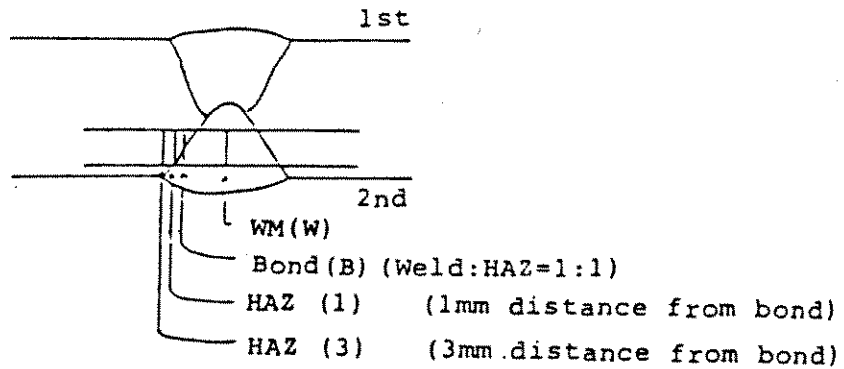 1st
2nd
WM(W)
Bond(B) (Weld:HAZ=1:1)
HAZ (1) (1mm distance from bond)
HAZ (3) (3mm.distance from bond)